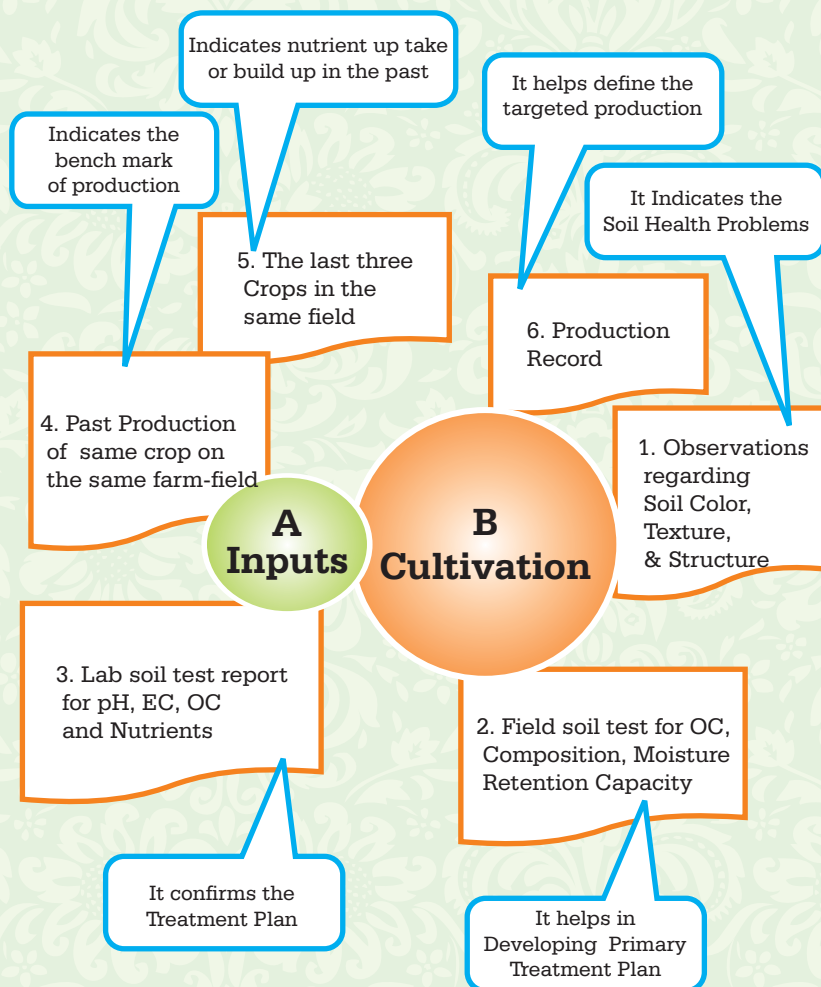 Indicates nutrient up take
or build up in the past
It helps define the
targeted production
Indicates the
bench mark
of production
It Indicates the
Soil Health Problems
5. The last three
Crops in the
same field
6. Production
Record
4. Past Production
of same crop on
the same farm-field
1. Observations
regarding
Soil Color,
Texture,
& Structure
A
Inputs
B
Cultivation
3. Lab soil test report
for pH, EC, OC
and Nutrients
2. Field soil test for OC,
Composition, Moisture
Retention Capacity
It confirms the
Treatment Plan
It helps in
Developing Primary
Treatment Plan